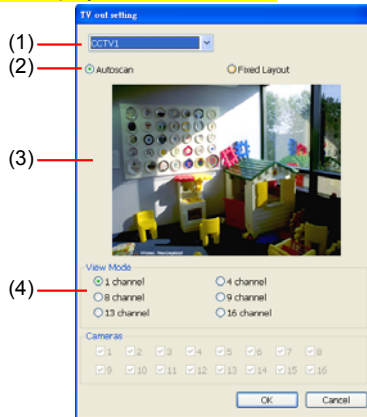 TV out setting
(1)
CCTV1
(2)
Autoscan Fixed Layout
(3)
View Mode
(4)
1 channel 4 channel
8 channel 9 channel
13 channel 16 channel
Cameras
1 2 3 4 5 6 7 8
9 10 11 12 13 14 15 16
OK Cancel